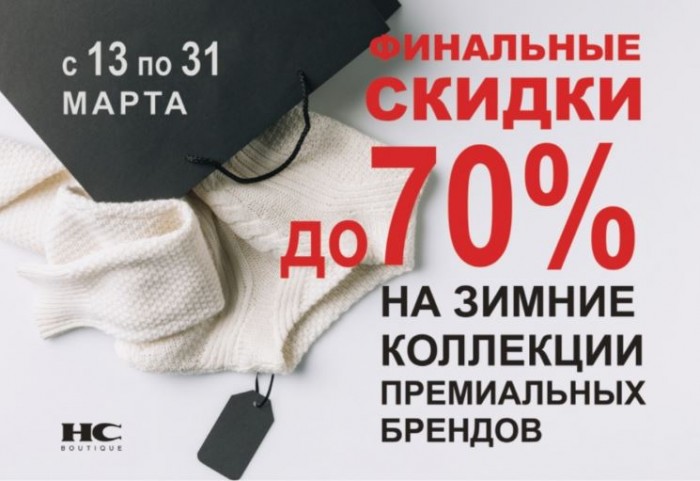 с 13 по 31
МАРТА
ФИНАЛЬНЫЕ
СКИДКИ
до 70%
НА ЗИМНИЕ
КОЛЛЕКЦИИ
ПРЕМИАЛЬНЫХ
БРЕНДОВ
HC
BOUTIQUE